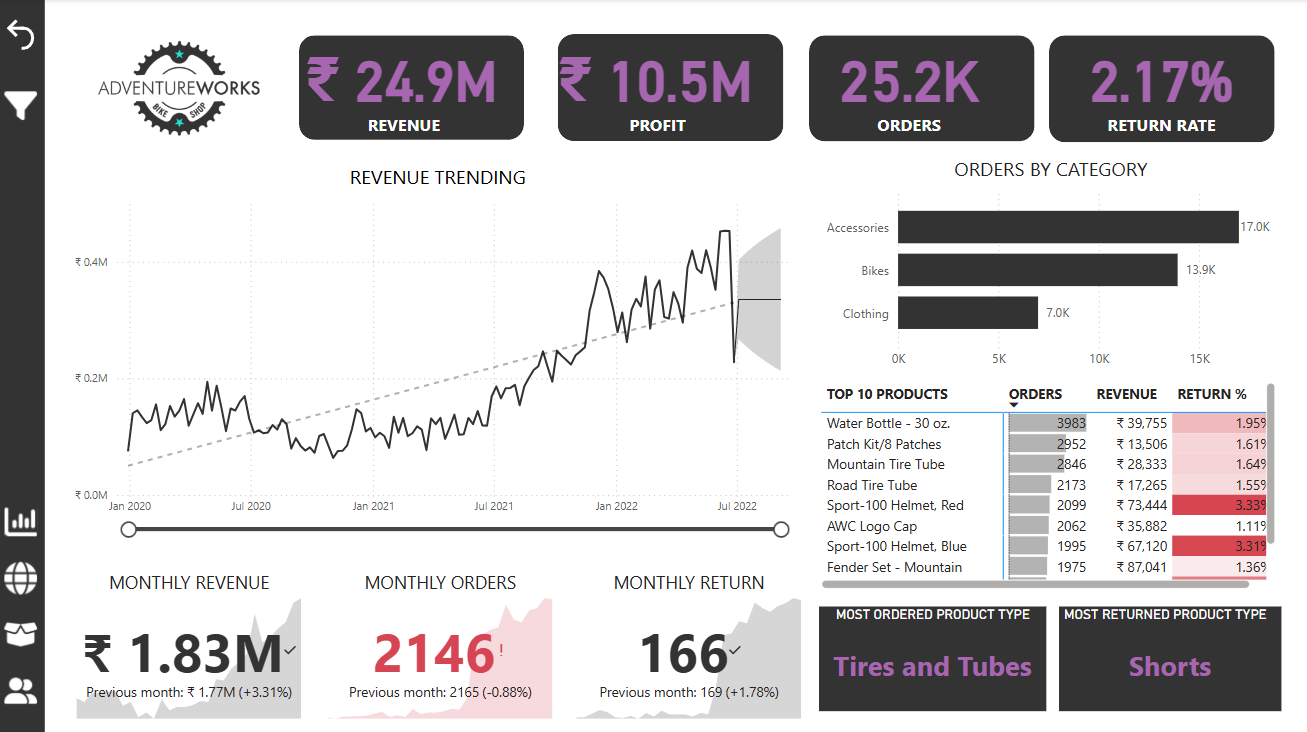 ADVENTUREWORKS
BIKE SHOP
₹ 24.9M
REVENUE
₹ 10.5M
PROFIT
25.2K
ORDERS
2.17%
RETURN RATE
REVENUE TRENDING
₹ 0.4M
₹ 0.2M
₹ 0.0M
Jan 2020 Jul 2020 Jan 2021 Jul 2021 Jan 2022 Jul 2022
ORDERS BY CATEGORY
Accessories 17.0K
Bikes 13.9K
Clothing 7.0K
0K 5K 10K 15K
TOP 10 PRODUCTS ORDERS REVENUE RETURN %
Water Bottle - 30 oz. 3983 ₹ 39,755 1.95%
Patch Kit/8 Patches 2952 ₹ 13,506 1.61%
Mountain Tire Tube 2846 ₹ 28,333 1.64%
Road Tire Tube 2173 ₹ 17,265 1.55%
Sport-100 Helmet, Red 2099 ₹ 73,444 3.33%
AWC Logo Cap 2062 ₹ 35,882 1.11%
Sport-100 Helmet, Blue 1995 ₹ 67,120 3.31%
Fender Set - Mountain 1975 ₹ 87,041 1.36%
MONTHLY REVENUE
₹ 1.83M
Previous month: ₹ 1.77M (+3.31%)
MONTHLY ORDERS
2146!
Previous month: 2165 (-0.88%)
MONTHLY RETURN
166
Previous month: 169 (+1.78%)
MOST ORDERED PRODUCT TYPE
Tires and Tubes
MOST RETURNED PRODUCT TYPE
Shorts